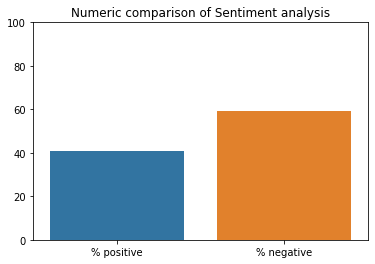 Numeric comparison of Sentiment analysis
100
80
60
40
20
0
% positive
% negative